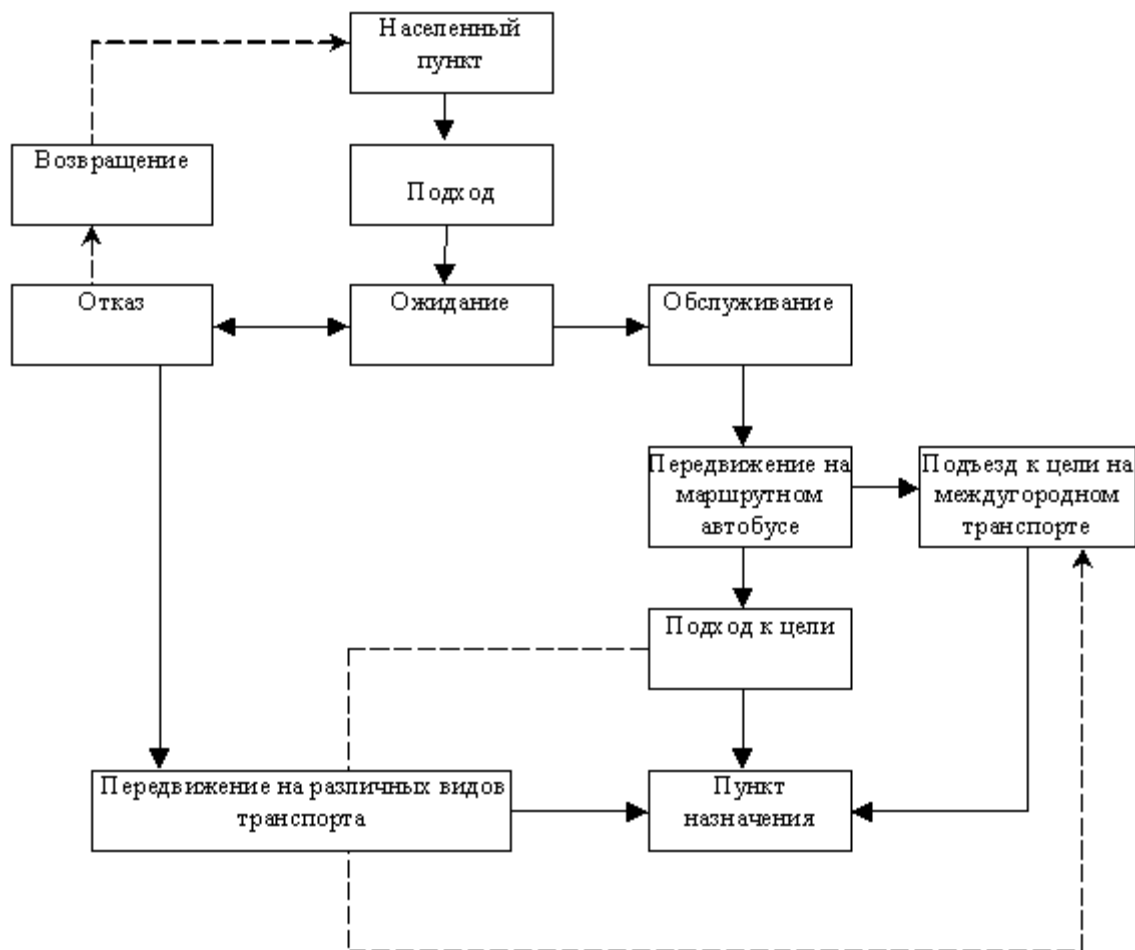 Населенный
пункт
Возвращение
Подход
Отказ
Ожидание
Обслуживание
Передвижение на
маршрутном
автобусе
Подъезд к цели на
междугородном
транспорте
Подход к цели
Передвижение на различных видов
транспорта
Пункт
назначения